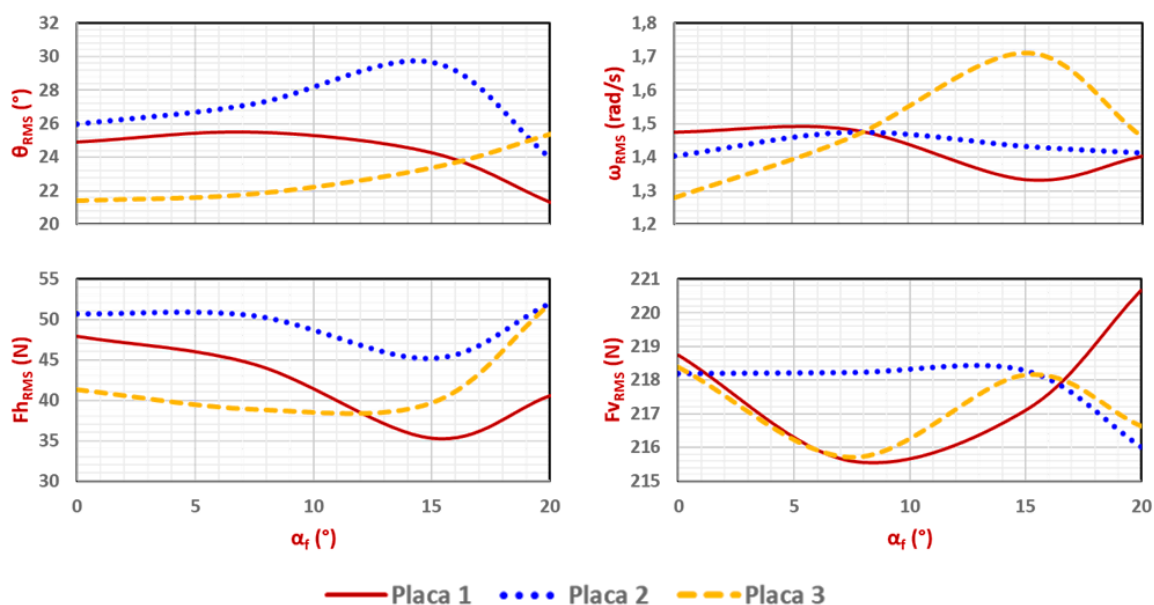 θRMS (°)
32
30
28
26
24
22
20
ωRMS (rad/s)
1,8
1,7
1,6
1,5
1,4
1,3
1,2
FhRMS (N)
55
50
45
40
35
30
0 5 10 15 20
αf (°)
FvRMS (N)
221
220
218
217
216
215
0 5 10 15 20
αf (°)
Placa 1 Placa 2 Placa 3